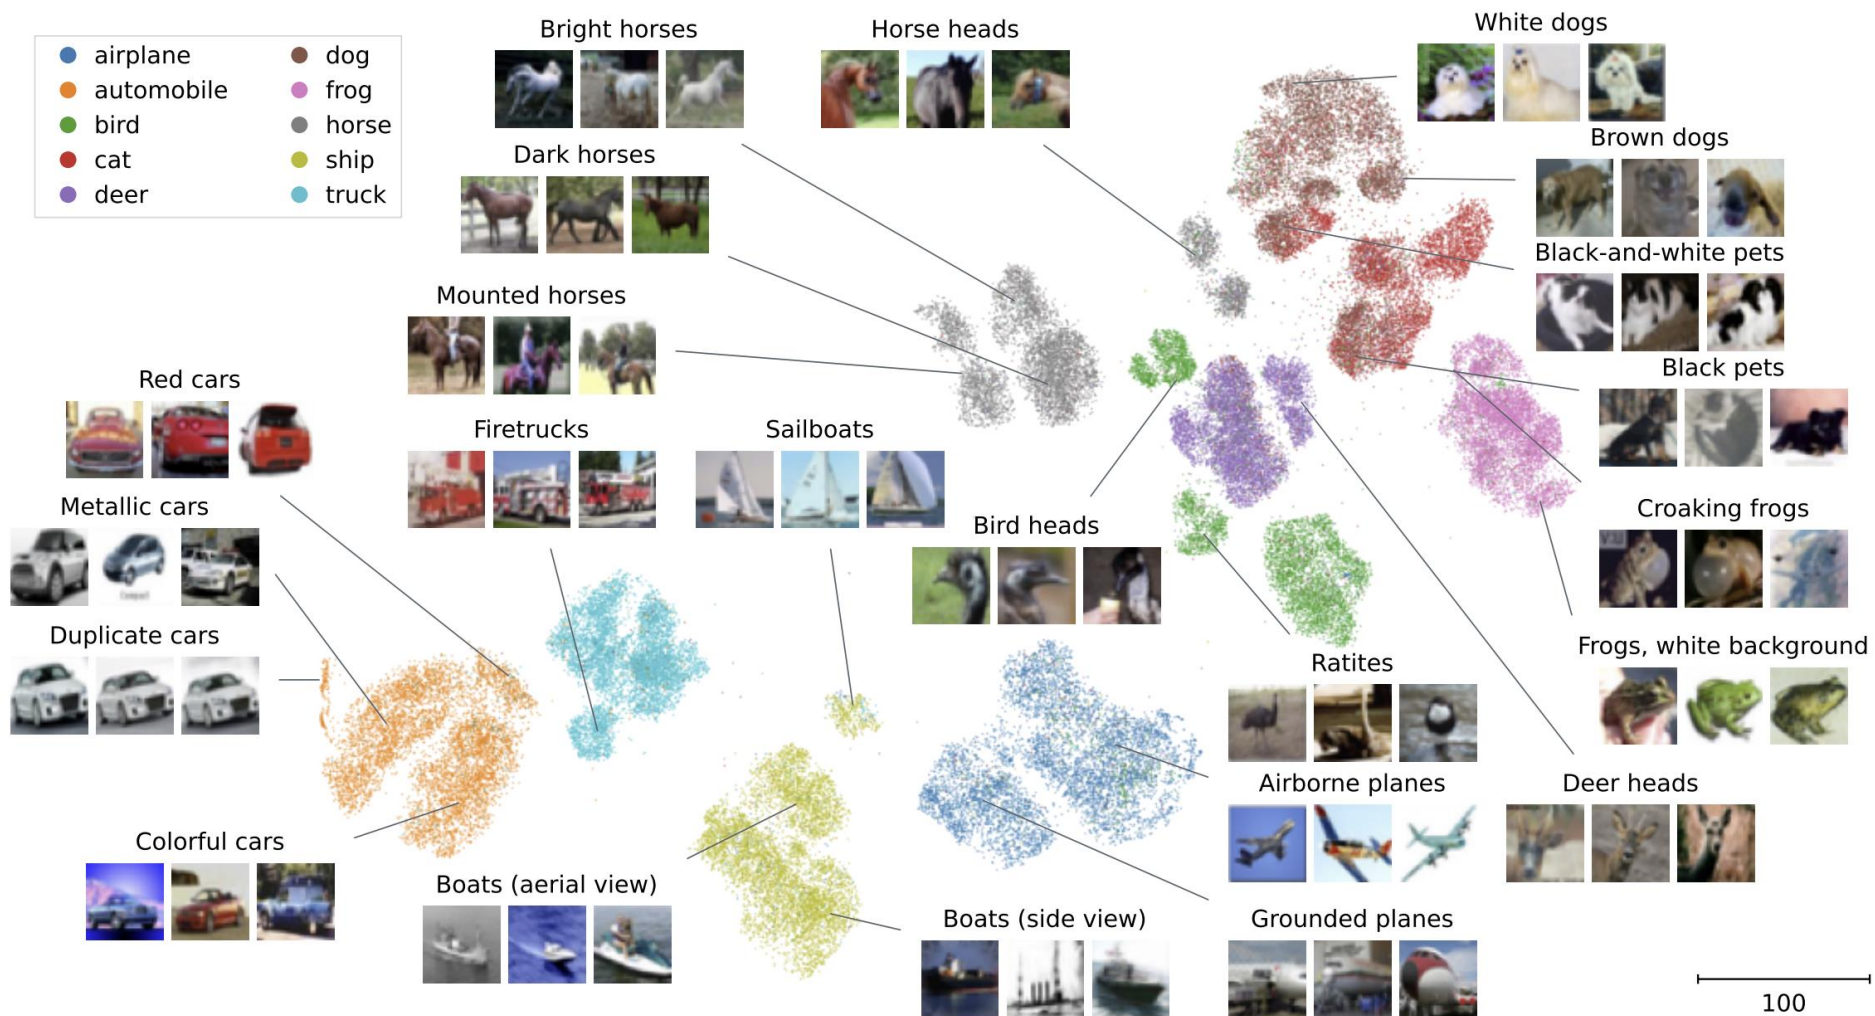 airplane
automobile
bird
cat
deer
dog
frog
horse
ship
truck
Bright horses
Horse heads
White dogs
Dark horses
Brown dogs
Black-and-white pets
Mounted horses
Black pets
Red cars
Firetrucks
Sailboats
Metallic cars
Bird heads
Croaking frogs
Duplicate cars
Frogs, white background
Ratites
Airborne planes
Deer heads
Colorful cars
Boats (aerial view)
Boats (side view)
Grounded planes
100